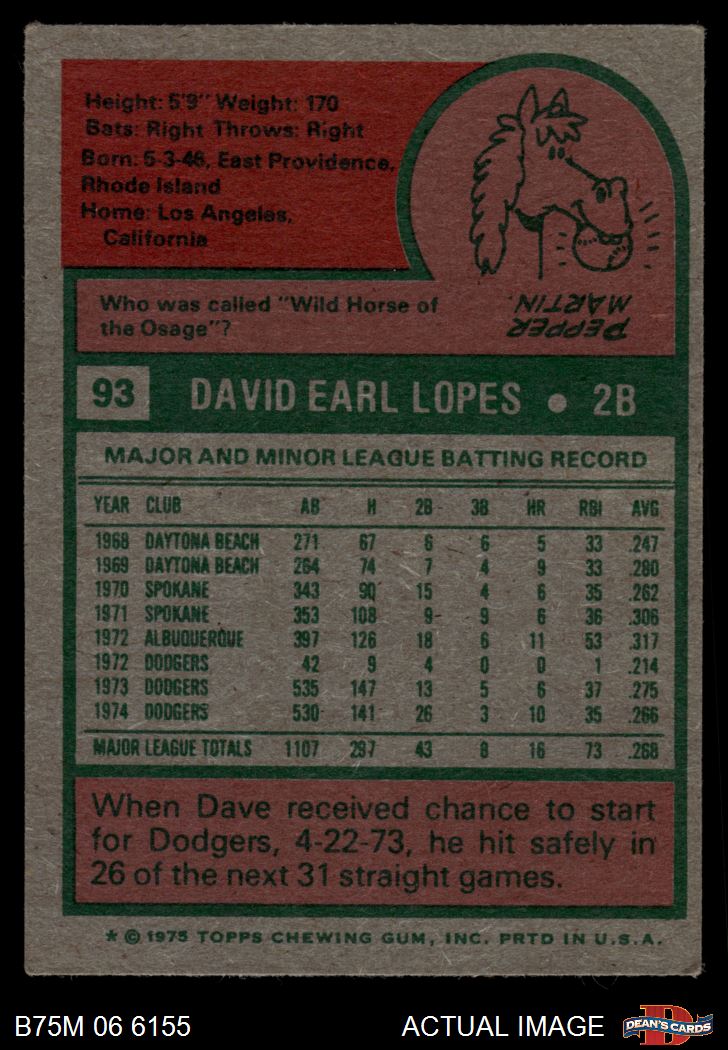 Height: 5'9" Weight: 170
Bats: Right Throws: Right
Born: 5-3-46, East Providence,
Rhode Island
Home: Los Angeles,
California
Who was called "Wild Horse of
the Osage"?
PEPPER
MARTIN.
93 DAVID EARL LOPES • 2B
MAJOR AND MINOR LEAGUE BATTING RECORD
YEAR CLUB AB H 2B 3B HR RBI AVG
1968 DAYTONA BEACH 271 67 6 6 5 33 .247
1969 DAYTONA BEACH 264 74 7 4 9 33 .280
1970 SPOKANE 343 90 15 4 6 35 .262
1971 SPOKANE 353 108 9 9 6 36 .306
1972 ALBUQUERQUE 397 126 18 6 11 53 .317
1972 DODGERS 42 9 4 0 0 1 .214
1973 DODGERS 535 147 13 5 6 37 .275
1974 DODGERS 530 141 26 3 10 35 .266
MAJOR LEAGUE TOTALS 1107 297 43 8 16 73 .268
When Dave received chance to start
for Dodgers, 4-22-73, he hit safely in
26 of the next 31 straight games.
* © 1975 TOPPS CHEWING GUM, INC. PRTD IN U.S.A.
B75M 06 6155 ACTUAL IMAGE D DEAN'S CARDS